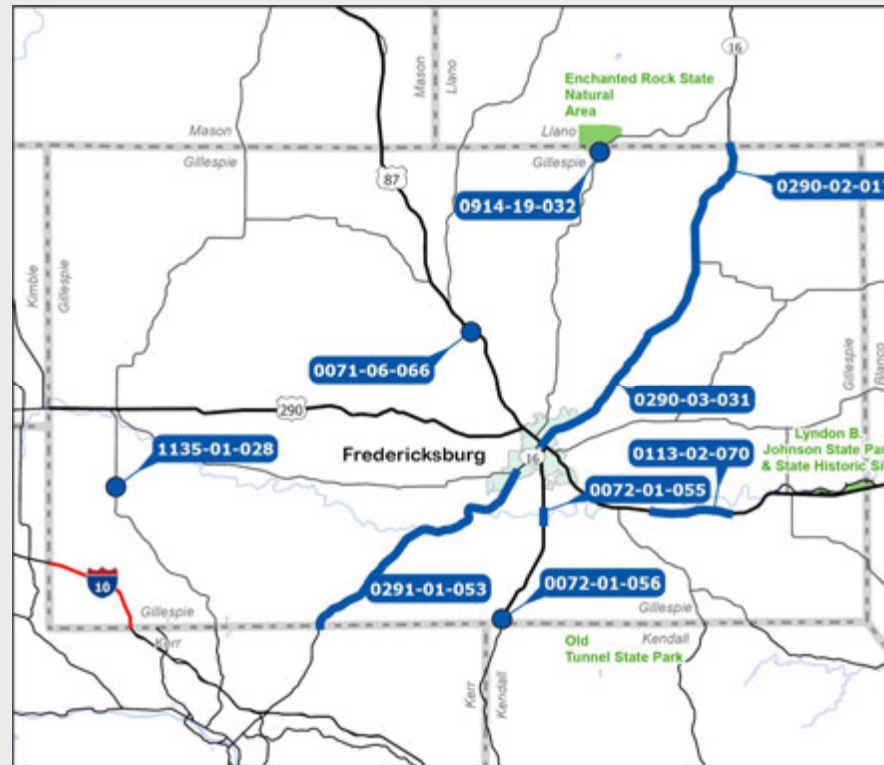 16
Mason
Llano
Enchanted Rock State
Natural
Area
Mason
Llano
Gillespie
Gillespie
87
0914-19-032
0290-02-01
Kimble
Gillespie
0071-06-066
Gillespie
Blanco
290
0290-03-031
Fredericksburg
16
1135-01-028
0113-02-070
Lyndon B.
Johnson State Par
& State Historic Si
0072-01-055
10
0291-01-053
0072-01-056
Gillespie
Kerr
Gillespie
Kendall
Old
Tunnel State Park
Kerr
Kendall